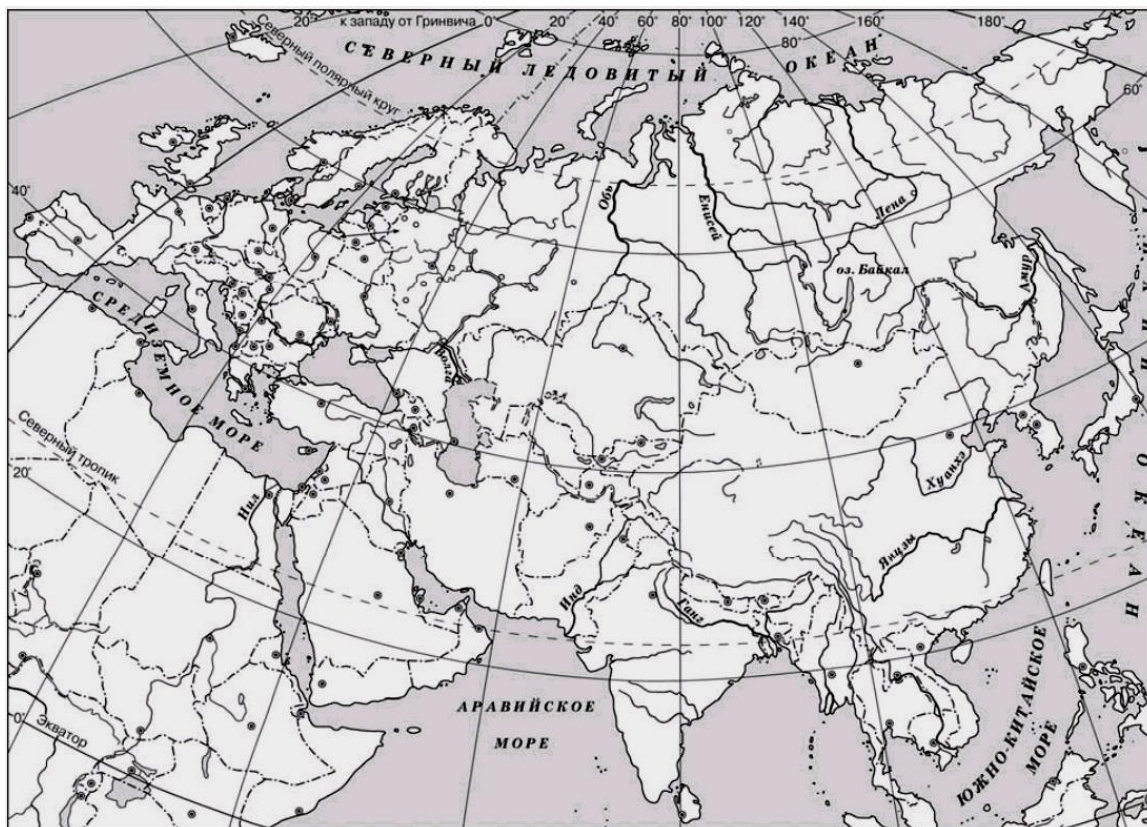 20°
к западу от Гринвича
0°
20°
40°
60°
80°
100°
120°
140°
160°
180°
80°
60°
СЕВЕРНЫЙ ЛЕДОВИТЫЙ ОКЕАН
Северный полярный круг
40°
Обь
Енисей
Лена
оз. Байкал
Амур
СРЕДИЗЕМНОЕ МОРЕ
Волга
Северный тропик
20°
Нил
Хуанхэ
Янцзы
Инд
Ганг
АРАВИЙСКОЕ
МОРЕ
ЮЖНО-КИТАЙСКОЕ
МОРЕ
Экватор
0°